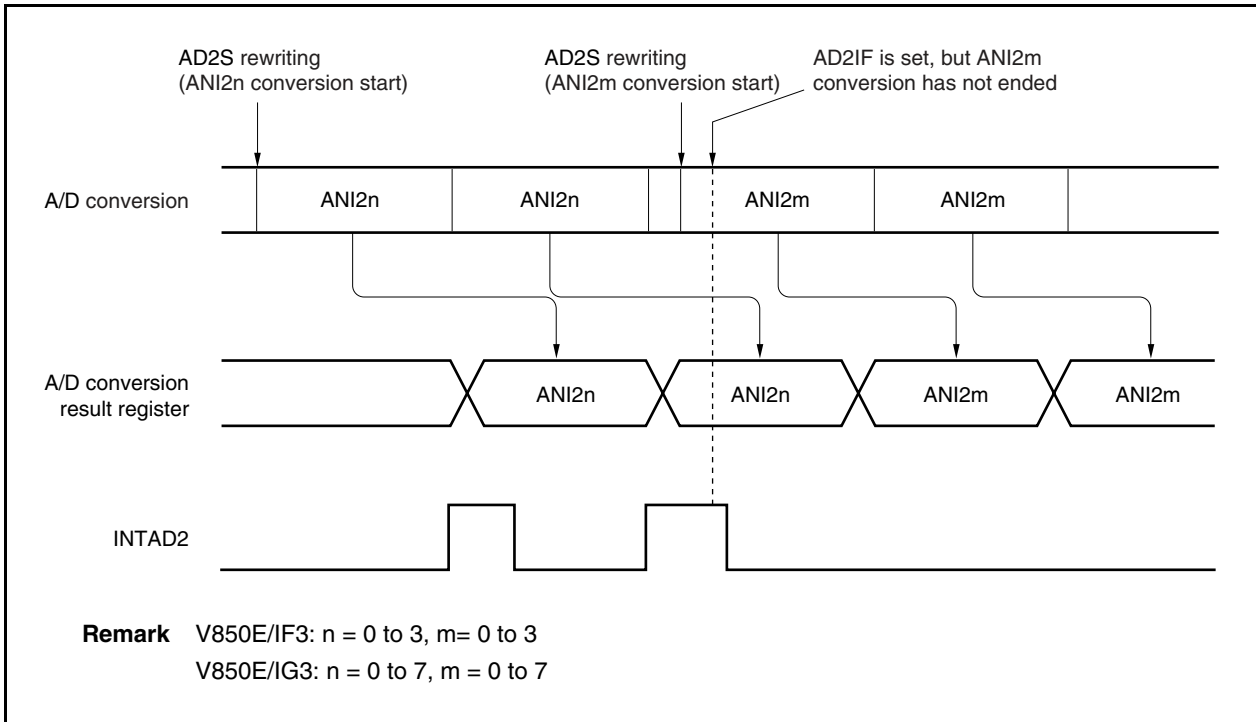 AD2S rewriting
(ANI2n conversion start)
AD2S rewriting
(ANI2m conversion start)
AD2IF is set, but ANI2m
conversion has not ended
A/D conversion
ANI2n
ANI2n
ANI2m
ANI2m
A/D conversion
result register
ANI2n
ANI2n
ANI2m
ANI2m
INTAD2
Remark V850E/IF3: n = 0 to 3, m= 0 to 3
V850E/IG3: n = 0 to 7, m = 0 to 7